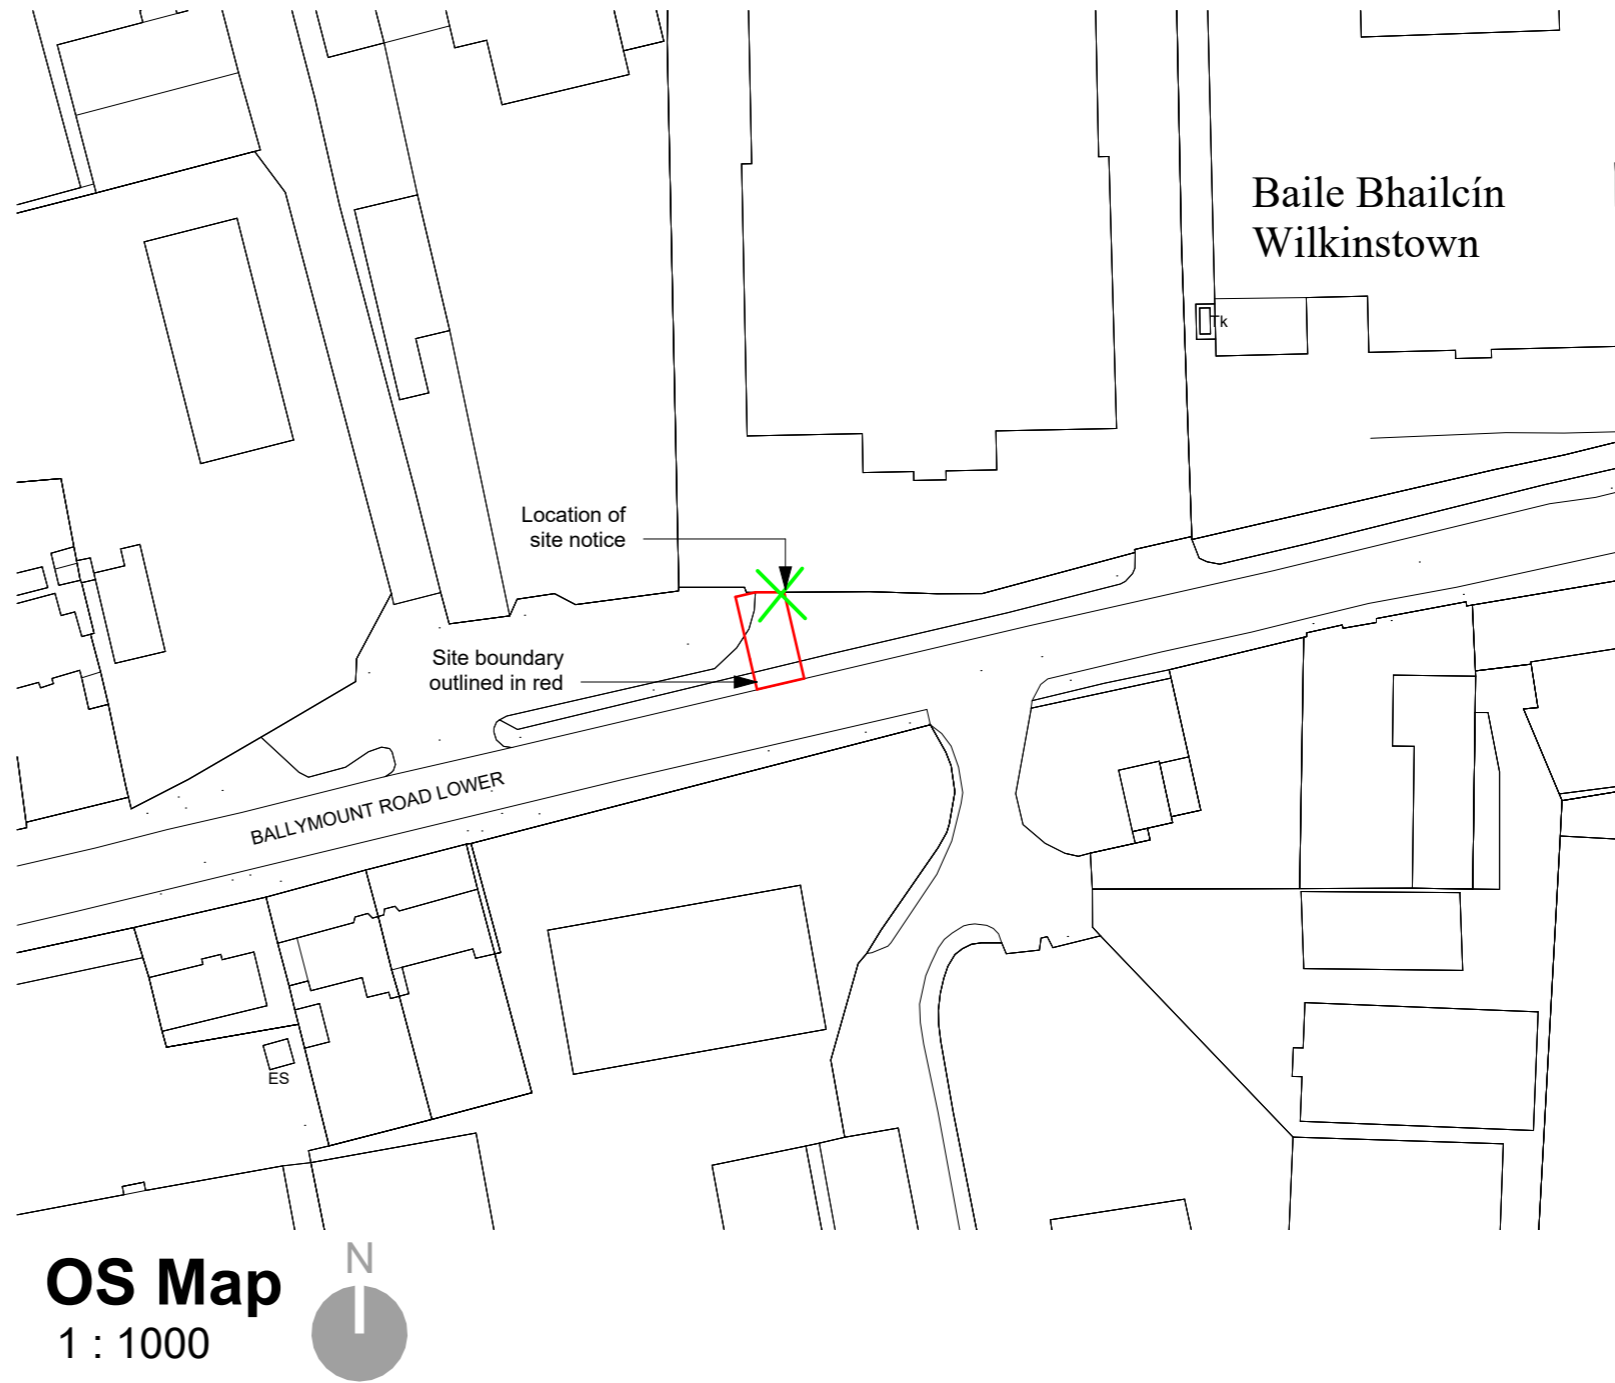 Baile Bhailcín
Wilkinstown
Tk
Location of
site notice
Site boundary
outlined in red
BALLYMOUNT ROAD LOWER
ES
OS Map
1 : 1000
N